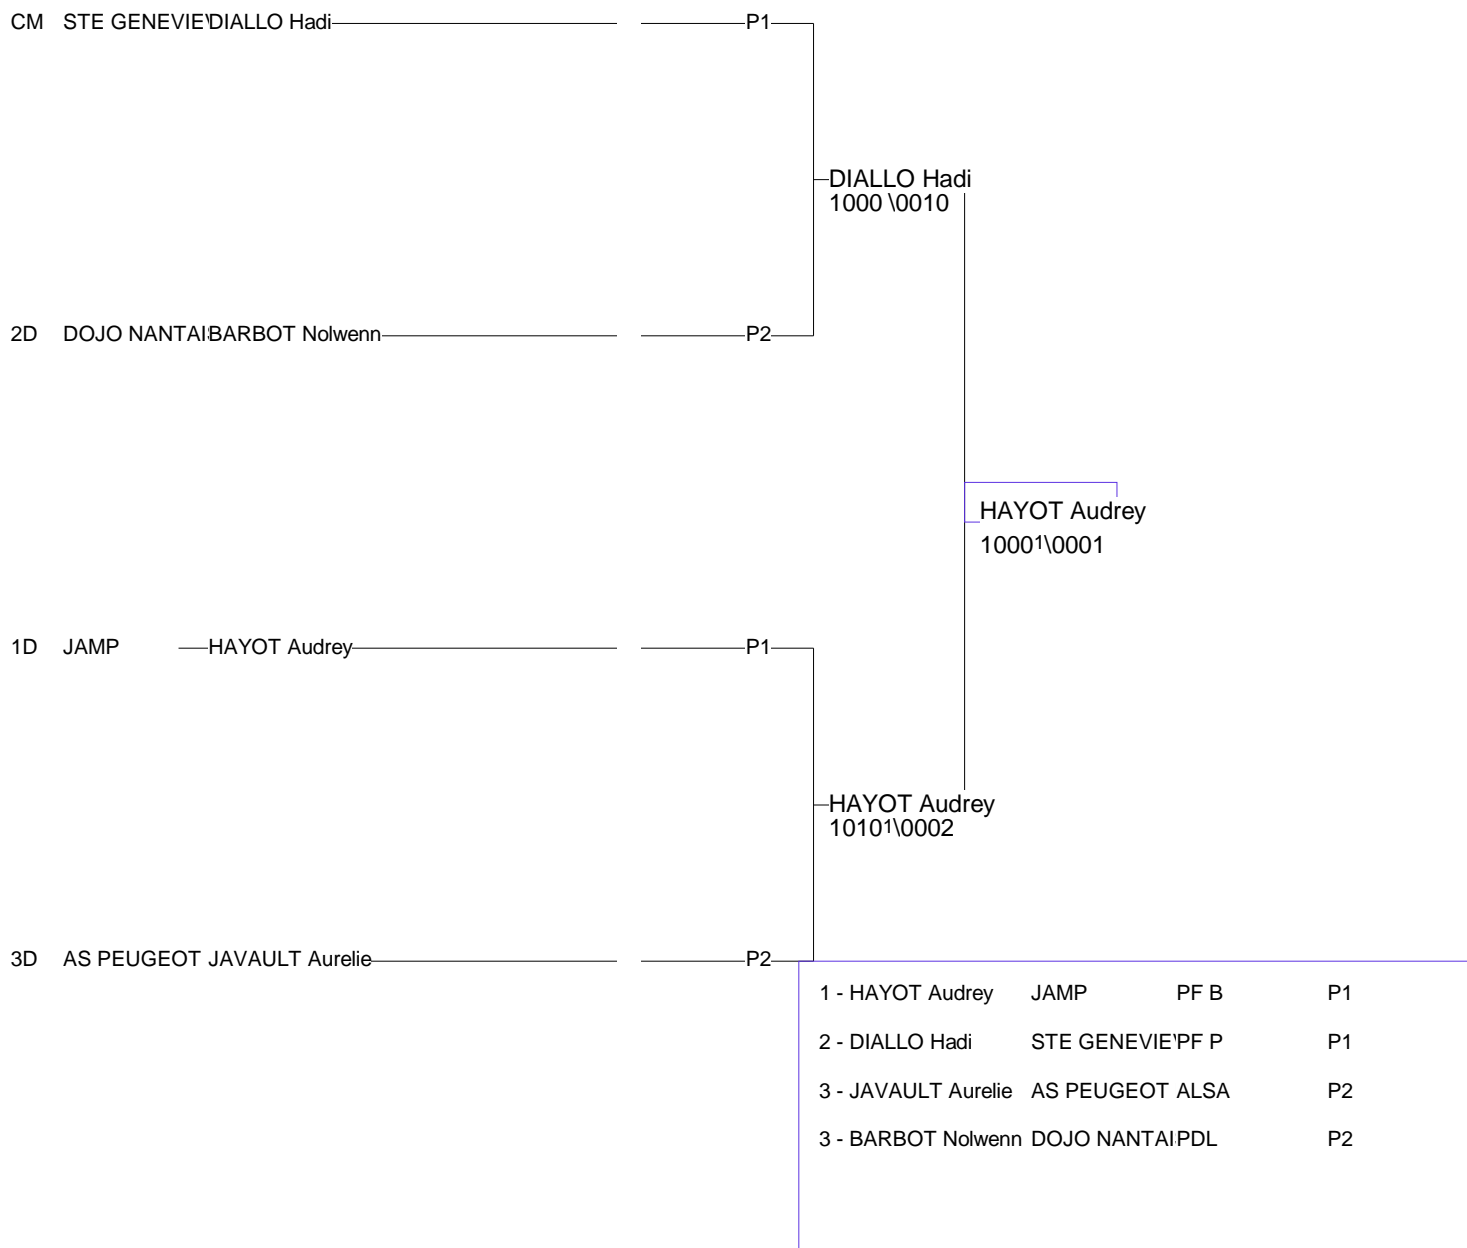 CM STE GENEVIE DIALLO Hadi P1
DIALLO Hadi
1000 \0010
2D DOJO NANTAI BARBOT Nolwenn P2
HAYOT Audrey
10001\0001
1D JAMP HAYOT Audrey P1
HAYOT Audrey
10101\0002
3D AS PEUGEOT JAVAULT Aurelie P2
1 - HAYOT Audrey JAMP PF B P1
2 - DIALLO Hadi STE GENEVIE PF P P1
3 - JAVAULT Aurelie AS PEUGEOT ALSA P2
3 - BARBOT Nolwenn DOJO NANTAI PDL P2